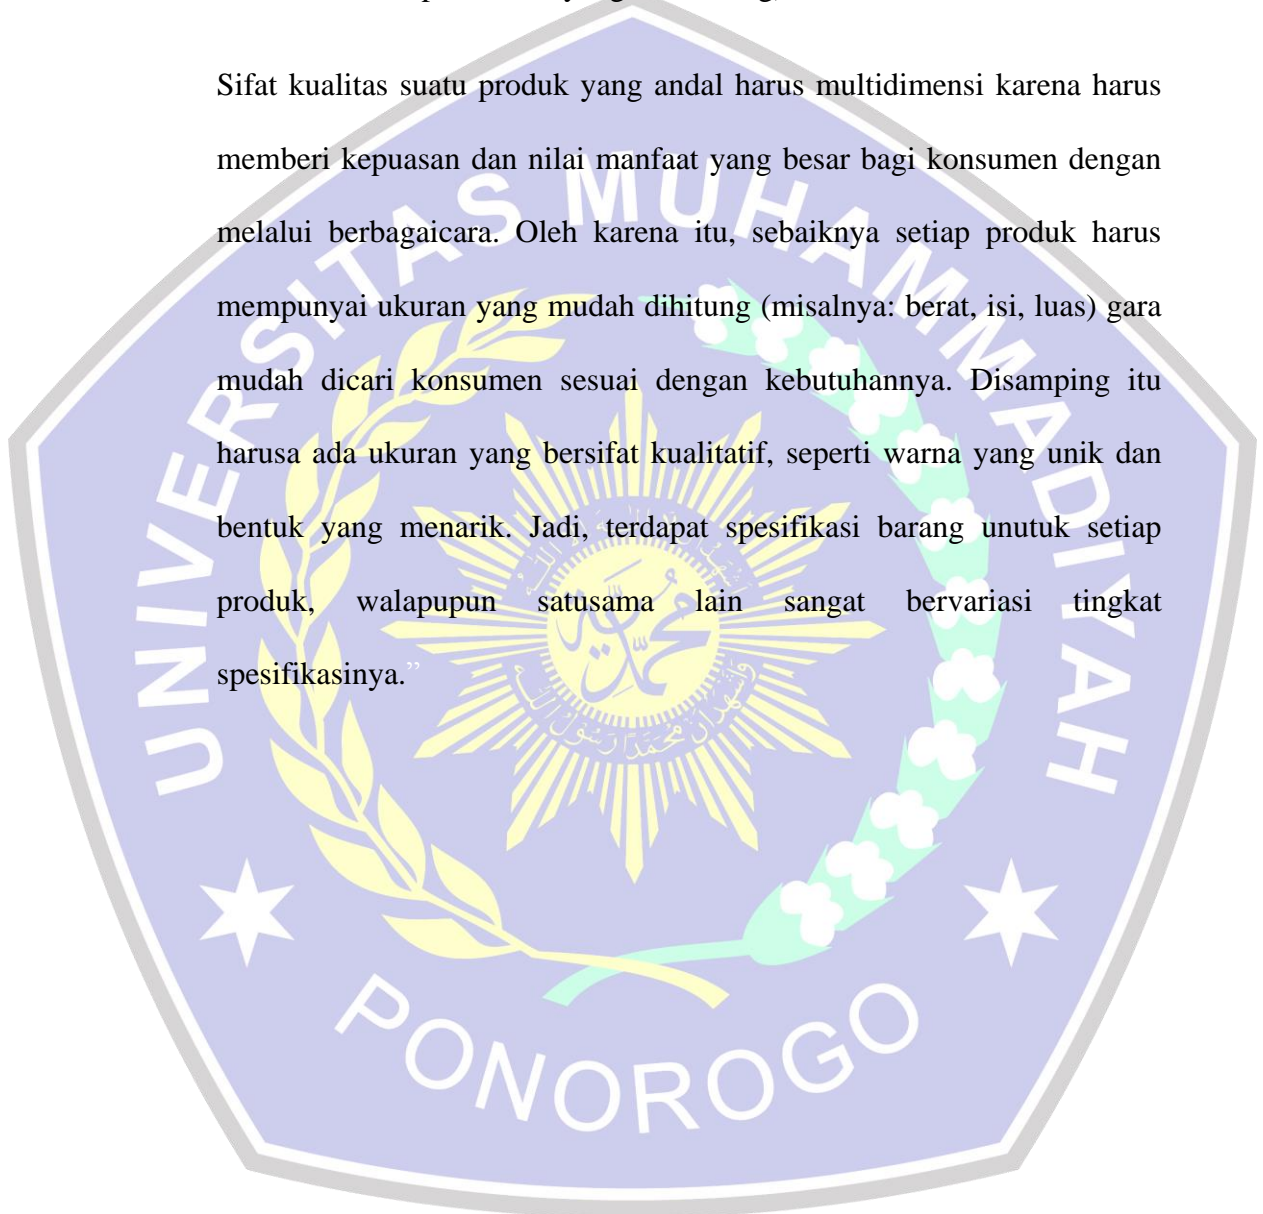 Sifat kualitas suatu produk yang andal harus multidimensi karena harus
memberi kepuasan dan nilai manfaat yang besar bagi konsumen dengan
melalui berbagaicara. Oleh karena itu, sebaiknya setiap produk harus
mempunyai ukuran yang mudah dihitung (misalnya: berat, isi, luas) gara
mudah dicari konsumen sesuai dengan kebutuhannya. Disamping itu
harusa ada ukuran yang bersifat kualitatif, seperti warna yang unik dan
bentuk yang menarik. Jadi, terdapat spesifikasi barang unutuk setiap
produk, walapupun satusama lain sangat bervariasi tingkat
spesifikasinya.”
UNIVERSITAS MUHAMMADIYAH
PONOROGO